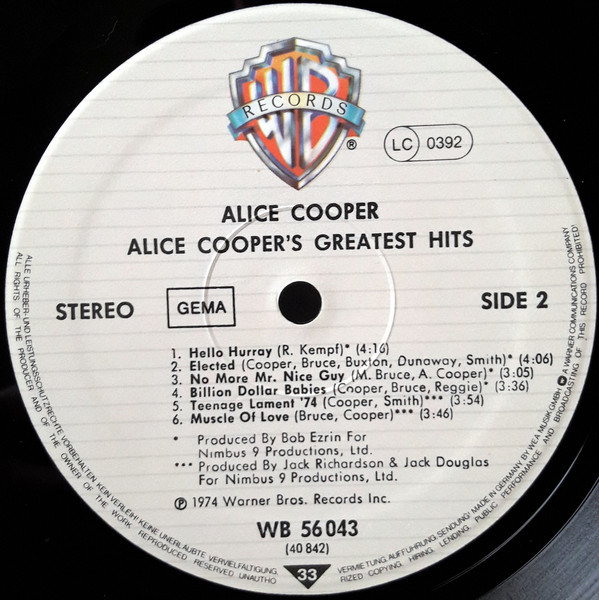 WB
RECORDS
®
LC 0392
ALICE COOPER
ALICE COOPER'S GREATEST HITS
STEREO
GEMA
SIDE 2
1. Hello Hurray (R. Kempf)* (4:16)
2. Elected (Cooper, Bruce, Buxton, Dunaway, Smith)* (4:06)
3. No More Mr. Nice Guy (M. Bruce, A. Cooper)* (3:05)
4. Billion Dollar Babies (Cooper, Bruce, Reggie)* (3:36)
5. Teenage Lament '74 (Cooper, Smith)*** (3:54)
6. Muscle Of Love (Bruce, Cooper)*** (3:46)
* Produced By Bob Ezrin For
Nimbus 9 Productions, Ltd.
*** Produced By Jack Richardson & Jack Douglas
For Nimbus 9 Productions, Ltd.
℗ 1974 Warner Bros. Records Inc.
WB 56 043
(40 842)
33
ALLE URHEBER- UND LEISTUNGSSCHUTZRECHTE VORBEHALTEN. KEIN VERLEIH! KEINE UNERLAUBTE VERVIELFÄLTIGUNG,
VERMIETUNG, AUFFÜHRUNG, SENDUNG! MADE IN GERMANY BY WEA MUSIK GMBH A WARNER COMMUNICATIONS COMPANY
ALL RIGHTS OF THE PRODUCER AND OF THE OWNER OF THE WORK REPRODUCED RESERVED UNAUTHO
RIZED COPYING, HIRING, LENDING, PUBLIC PERFORMANCE AND BROADCASTING OF THIS RECORD PROHIBITED!